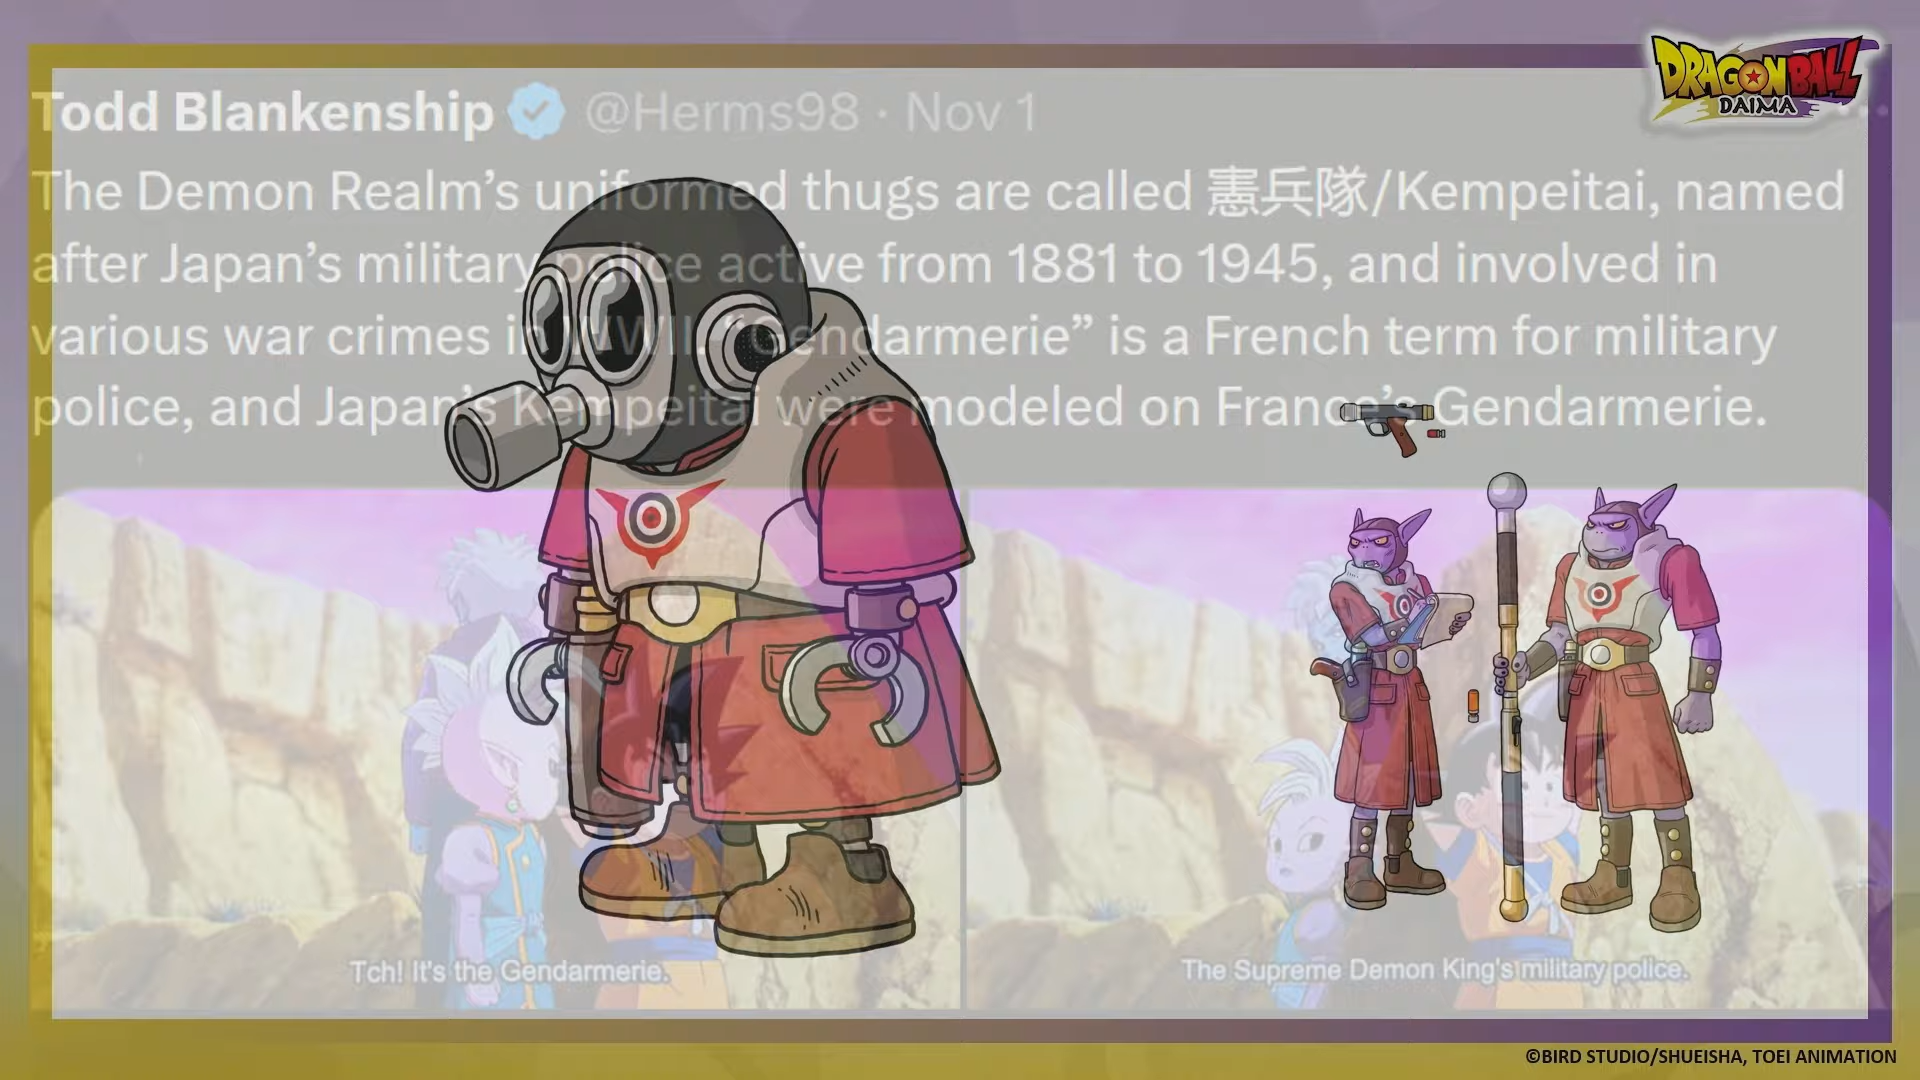 DRAGONBALL
DAIMA
Todd Blankenship @Herms98 · Nov 1
The Demon Realm’s uniformed thugs are called 憲兵隊/Kempeitai, named
after Japan’s military police active from 1881 to 1945, and involved in
various war crimes in WWII. “Gendarmerie” is a French term for military
police, and Japan’s Kempeitai were modeled on France’s Gendarmerie.
Tch! It's the Gendarmerie.
The Supreme Demon King's military police.
©BIRD STUDIO/SHUEISHA, TOEI ANIMATION